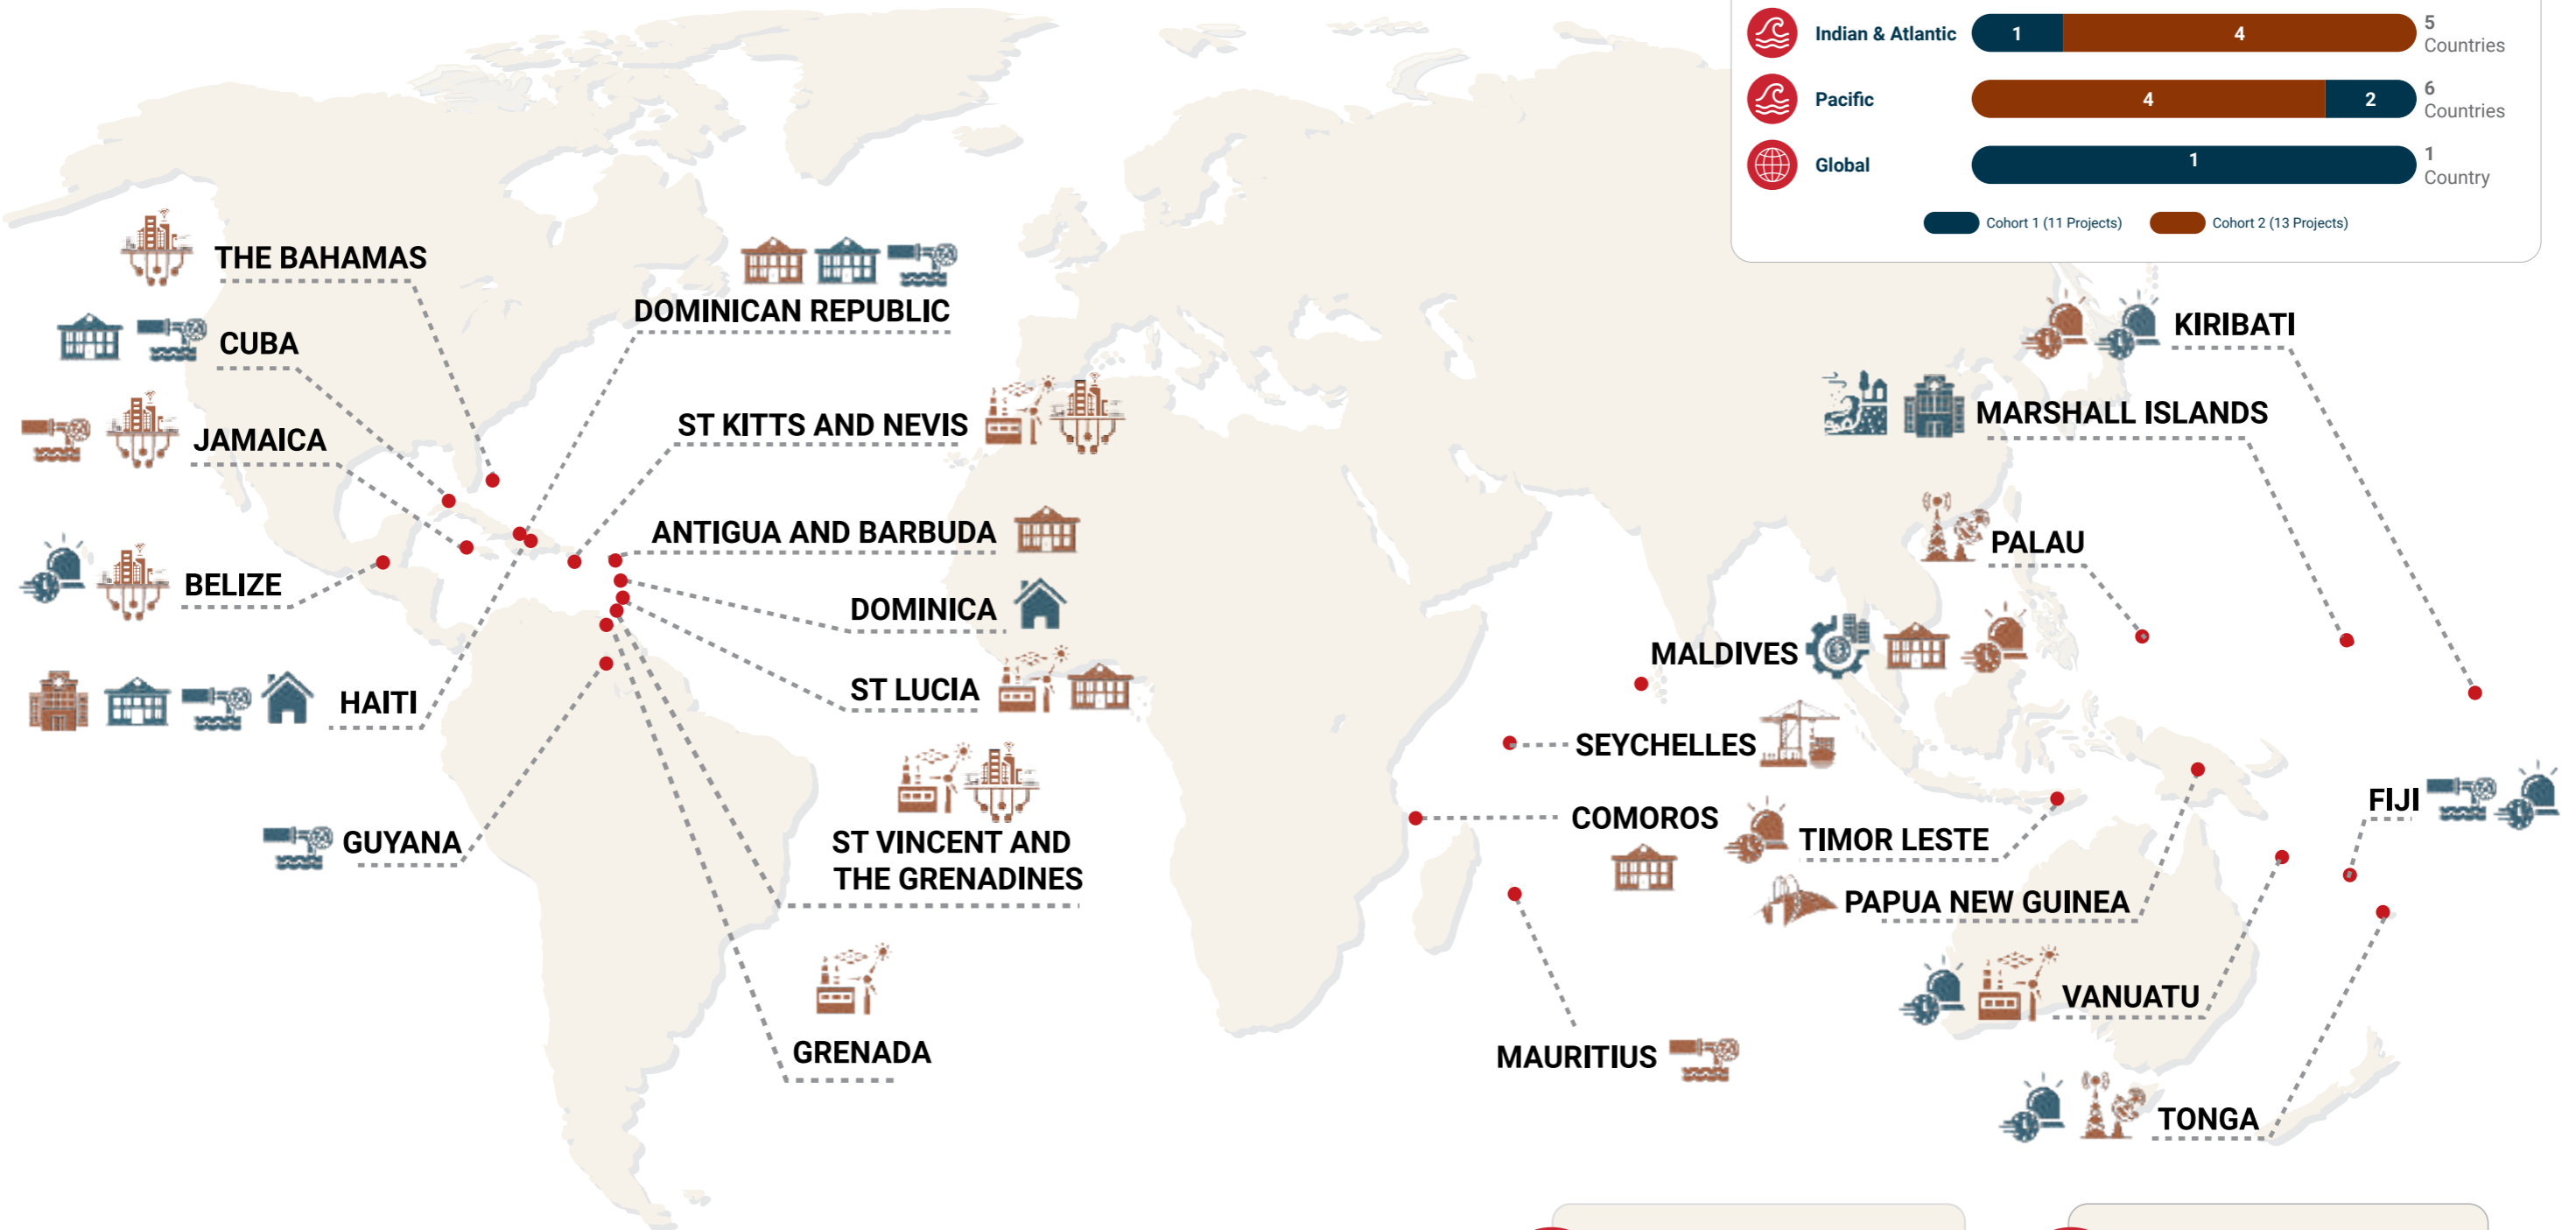 Indian & Atlantic
1
4
5
Countries
Pacific
4
2
6
Countries
Global
1
1
Country
Cohort 1 (11 Projects)
Cohort 2 (13 Projects)
THE BAHAMAS
CUBA
JAMAICA
BELIZE
HAITI
GUYANA
DOMINICAN REPUBLIC
ST KITTS AND NEVIS
ANTIGUA AND BARBUDA
DOMINICA
ST LUCIA
ST VINCENT AND
THE GRENADINES
GRENADA
KIRIBATI
MARSHALL ISLANDS
PALAU
MALDIVES
SEYCHELLES
COMOROS
TIMOR LESTE
PAPUA NEW GUINEA
FIJI
VANUATU
MAURITIUS
TONGA